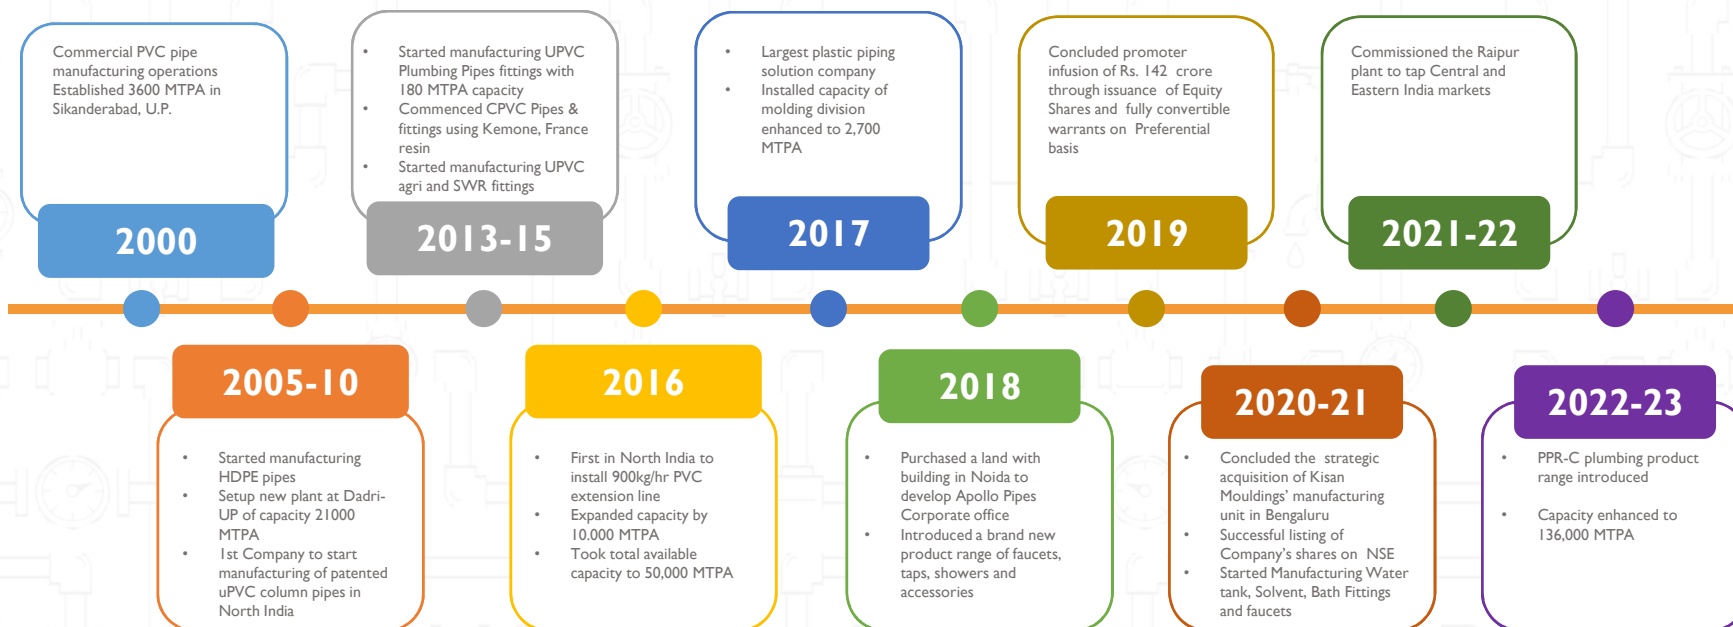 Commercial PVC pipe
manufacturing operations
Established 3600 MTPA in
Sikanderabad, U.P.
2000
• Started manufacturing UPVC
Plumbing Pipes fittings with
180 MTPA capacity
• Commenced CPVC Pipes &
fittings using Kemone, France
resin
• Started manufacturing UPVC
agri and SWR fittings
2013-15
• Largest plastic piping
solution company
• Installed capacity of
molding division
enhanced to 2,700
MTPA
2017
Concluded promoter
infusion of Rs. 142 crore
through issuance of Equity
Shares and fully convertible
warrants on Preferential
basis
2019
Commissioned the Raipur
plant to tap Central and
Eastern India markets
2021-22
2005-10
• Started manufacturing
HDPE pipes
• Setup new plant at Dadri-
UP of capacity 21000
MTPA
• 1st Company to start
manufacturing of patented
uPVC column pipes in
North India
2016
• First in North India to
install 900kg/hr PVC
extension line
• Expanded capacity by
10.000 MTPA
• Took total available
capacity to 50,000 MTPA
2018
• Purchased a land with
building in Noida to
develop Apollo Pipes
Corporate office
• Introduced a brand new
product range of faucets,
taps, showers and
accessories
2020-21
• Concluded the strategic
acquisition of Kisan
Mouldings' manufacturing
unit in Bengaluru
• Successful listing of
Company's shares on NSE
• Started Manufacturing Water
tank, Solvent, Bath Fittings
and faucets
2022-23
• PPR-C plumbing product
range introduced
• Capacity enhanced to
136,000 MTPA